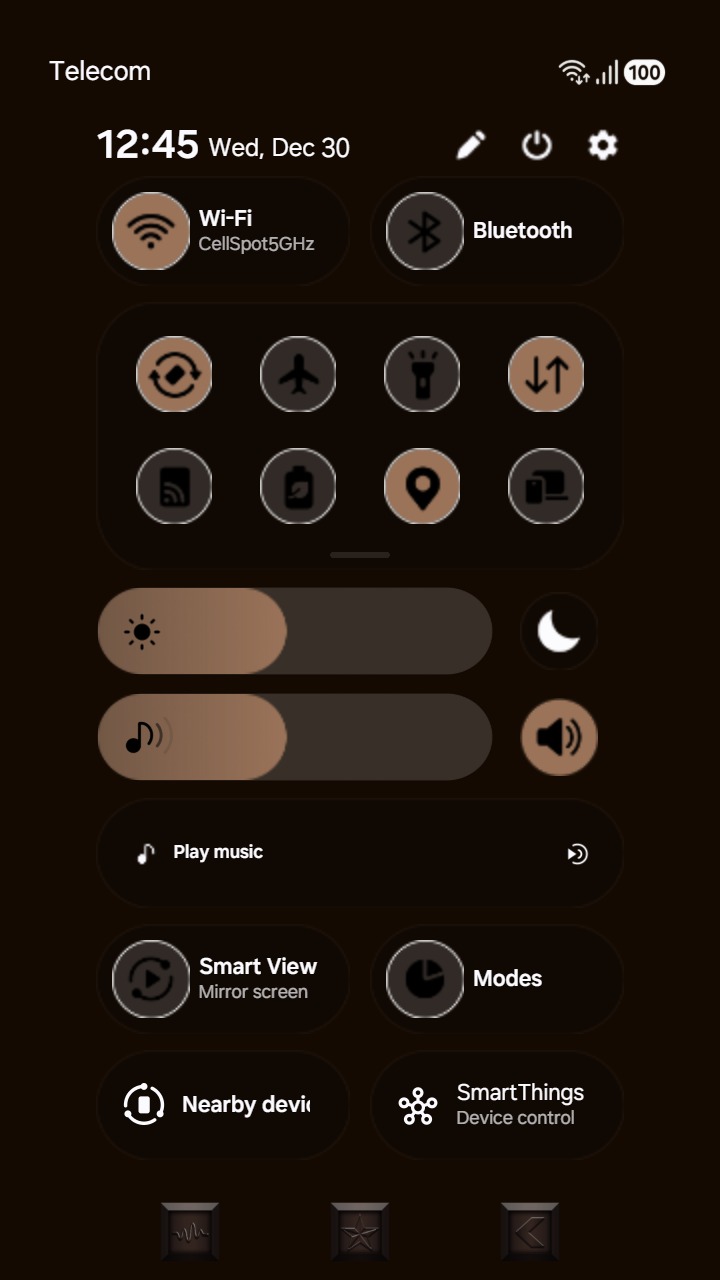 Telecom
100
12:45 Wed, Dec 30
Wi-Fi
CellSpot5GHz
Bluetooth
Play music
Smart View
Mirror screen
Modes
Nearby devi
SmartThings
Device control